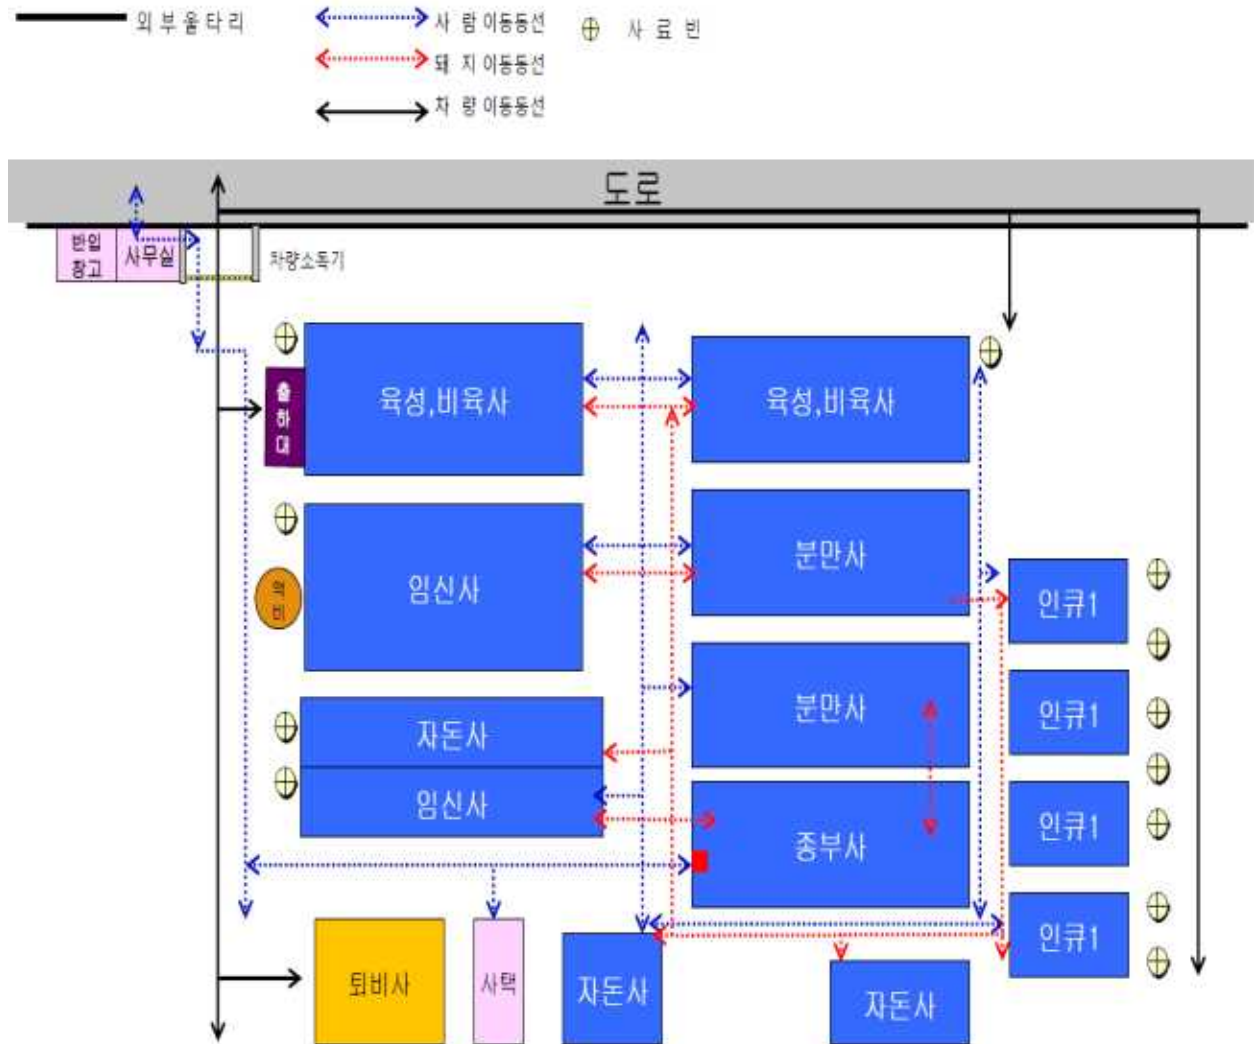 외 부 울 타 리
사 람 이동동선
사 료 빈
돼 지 이동동선
차 량 이동동선
도로
반입
창고
사무실
차량소독기
육성,비육사
육성,비육사
출
하
대
임신사
분만사
액
비
인큐1
자돈사
분만사
인큐1
임신사
종부사
인큐1
인큐1
퇴비사
사택
자돈사
자돈사